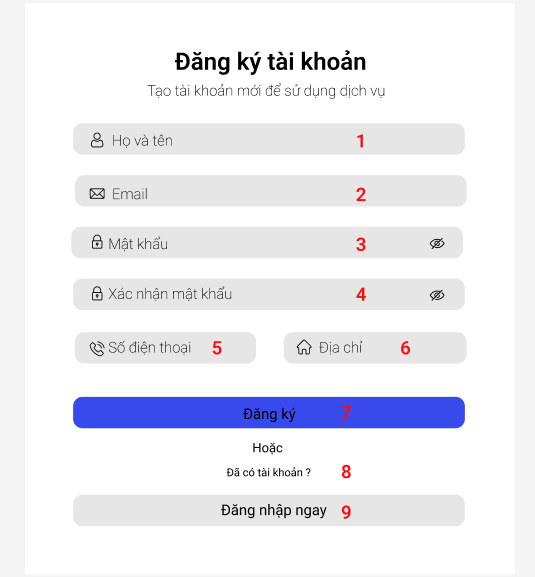 Đăng ký tài khoản
Tạo tài khoản mới để sử dụng dịch vụ
Họ và tên 1
Email 2
Mật khẩu 3
Xác nhận mật khẩu 4
Số điện thoại 5 Địa chỉ 6
Đăng ký 7
Hoặc
Đã có tài khoản ? 8
Đăng nhập ngay 9